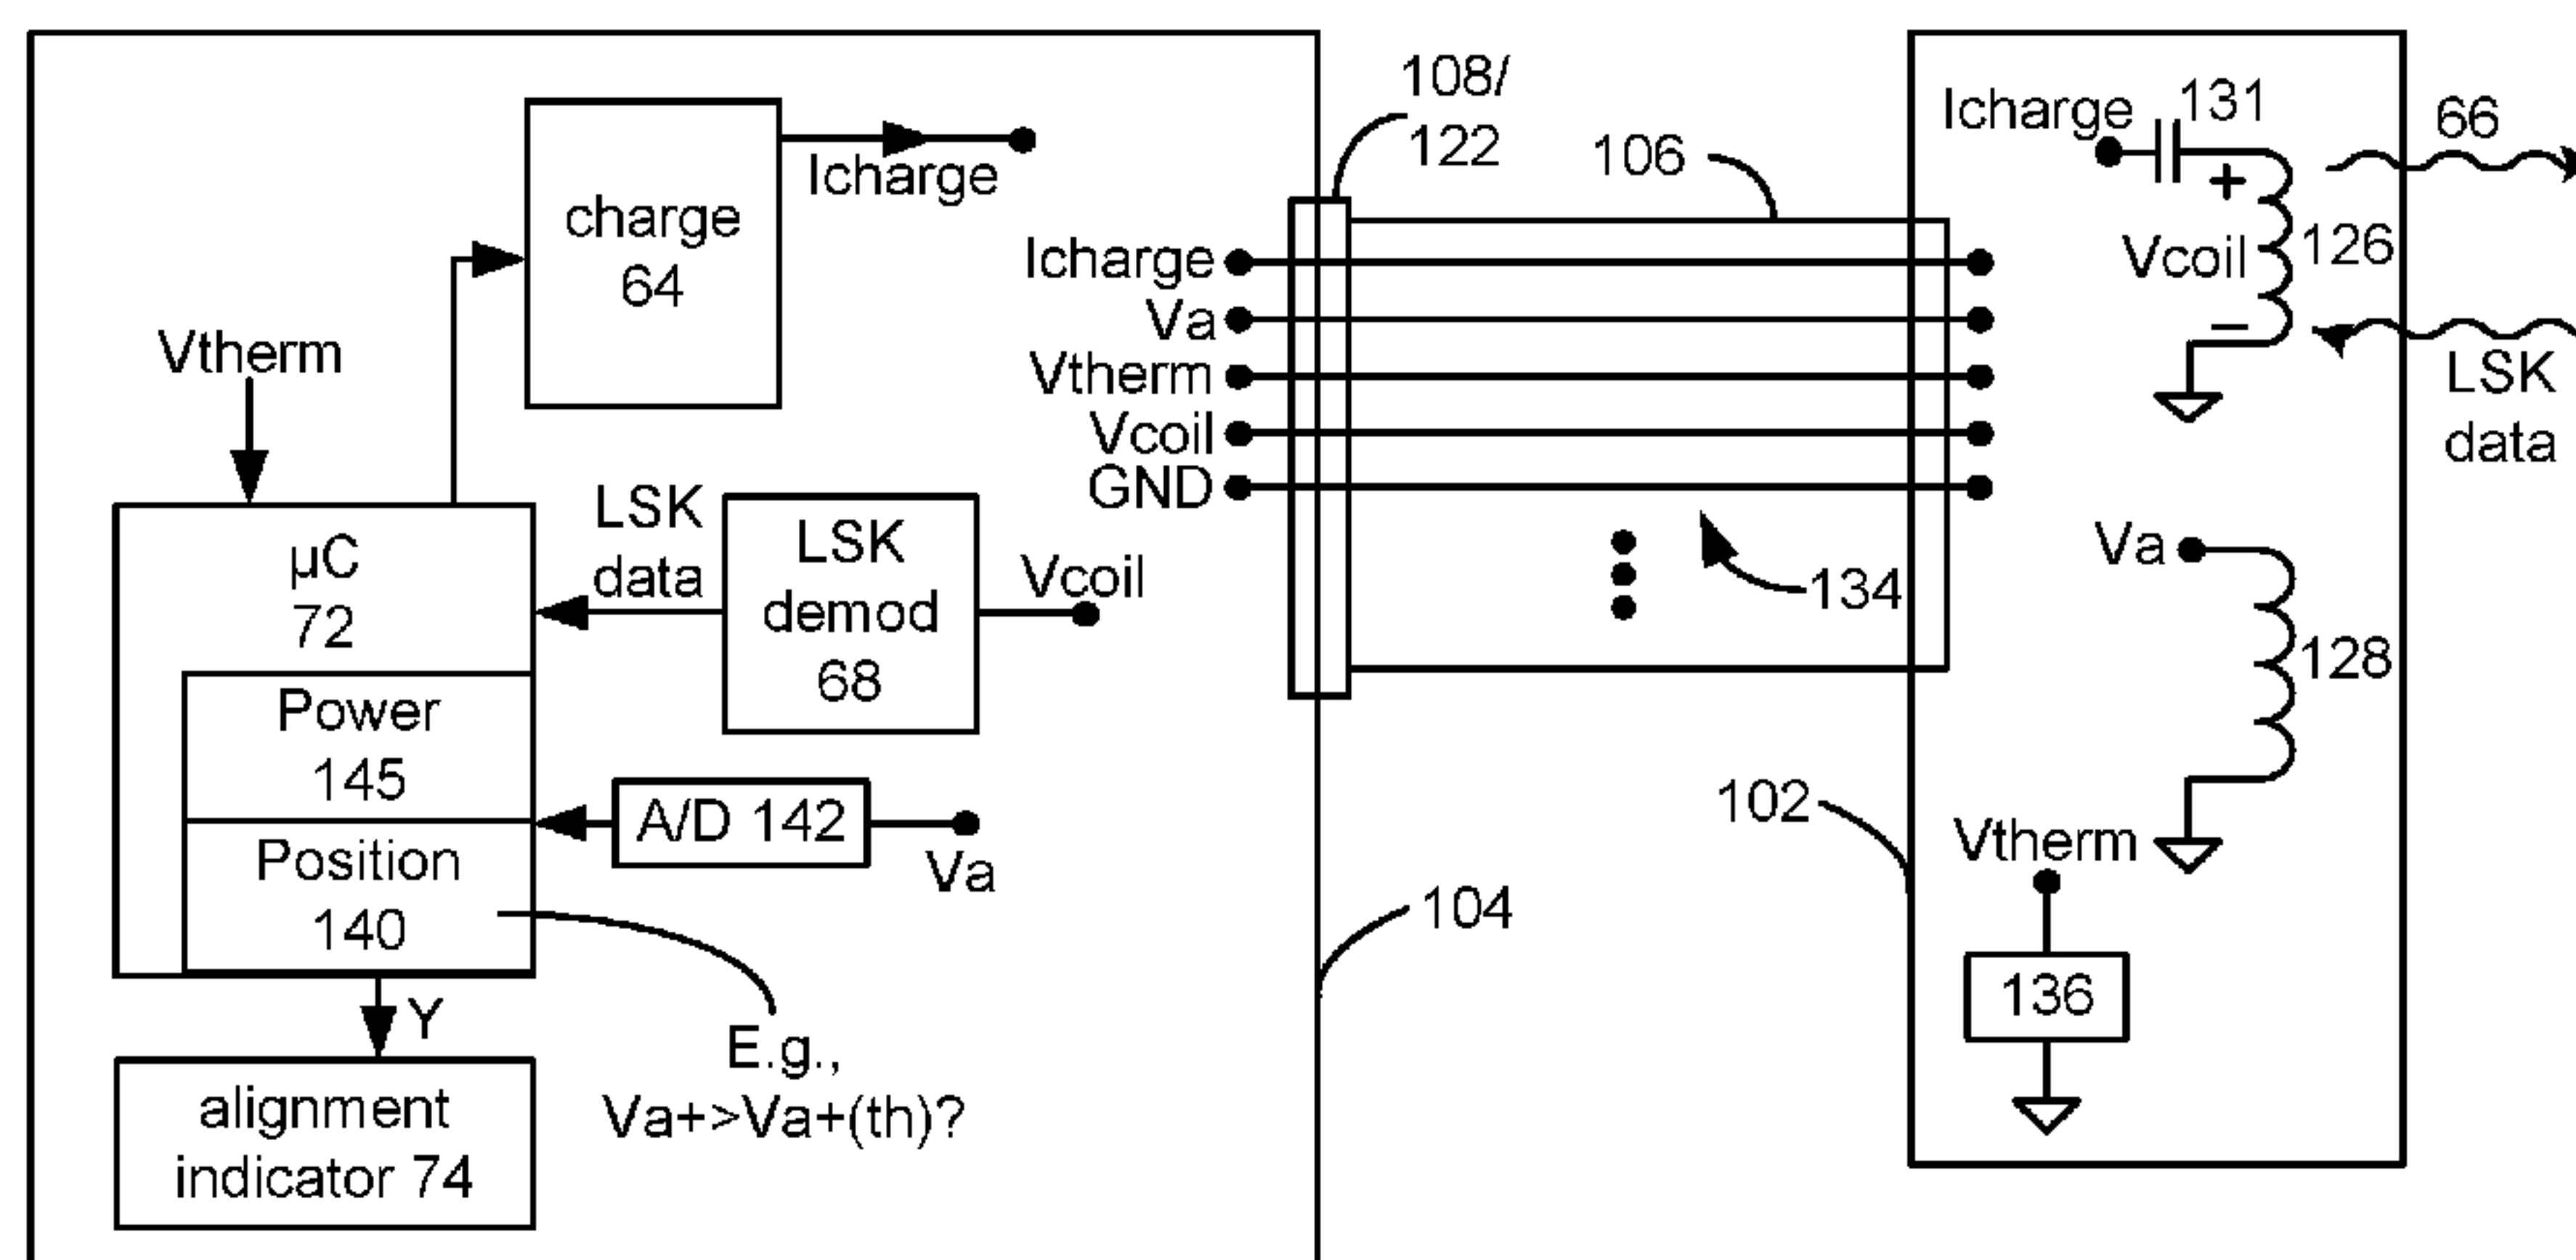 charge
64
Icharge
Vtherm
µC
72
Power
145
Position
140
LSK
data
LSK
demod
68
Vcoil
A/D 142
Va
Y
alignment
indicator 74
E.g.,
Va+>Va+(th)?
Icharge
Va
Vtherm
Vcoil
GND
108/
122
106
134
104
102
Icharge
131
+
Vcoil
–
126
66
LSK
data
Va
128
Vtherm
136